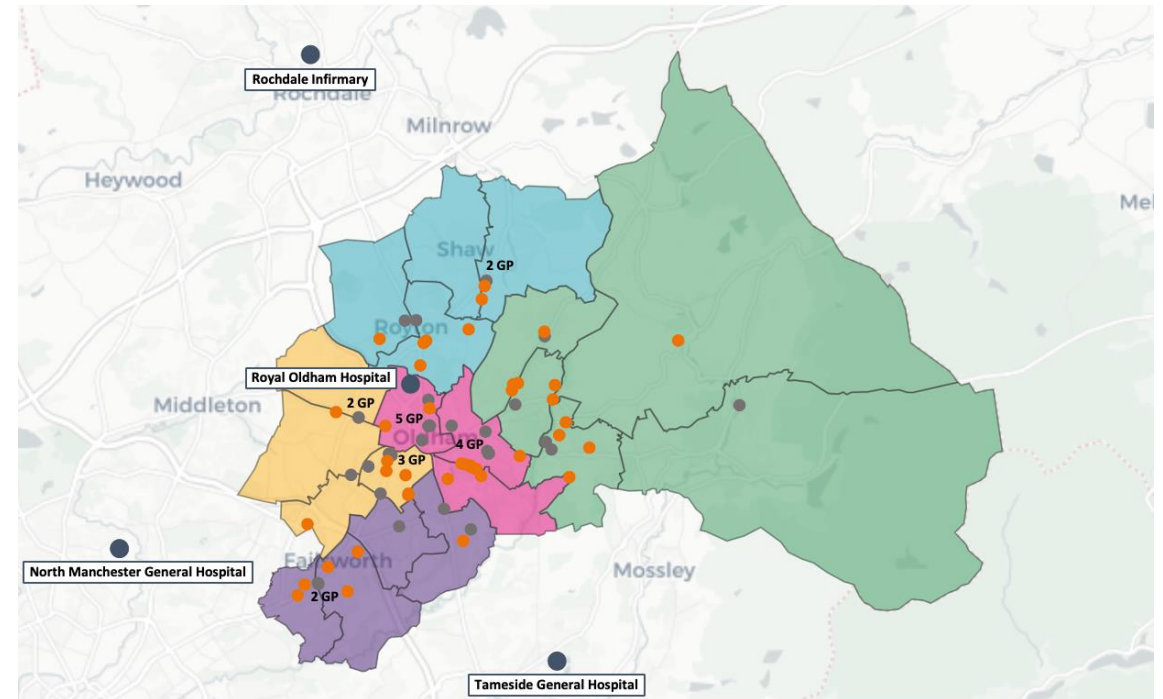 Rochdale Infirmary
Rochdale
Milnrow
Heywood
Mel
Shaw
2 GP
Royton
Royal Oldham Hospital
Middleton
2 GP
5 GP
Oldham
4 GP
3 GP
North Manchester General Hospital
Failsworth
Mossley
2 GP
Tameside General Hospital